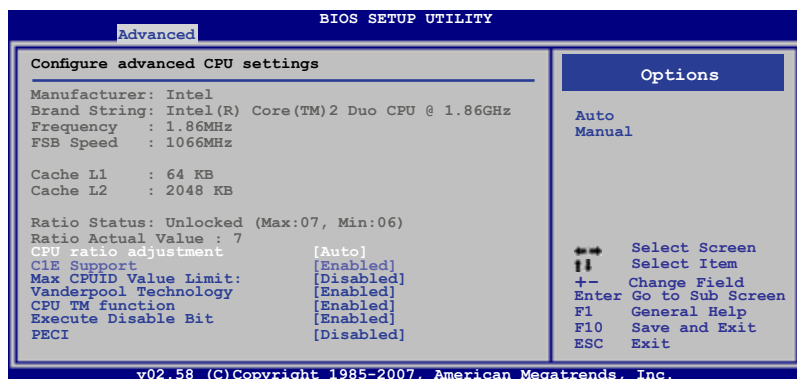 BIOS SETUP UTILITY
Advanced
Configure advanced CPU settings
Manufacturer: Intel
Brand String: Intel(R) Core(TM)2 Duo CPU @ 1.86GHz
Frequency : 1.86MHz
FSB Speed : 1066MHz
Cache L1 : 64 KB
Cache L2 : 2048 KB
Ratio Status: Unlocked (Max:07, Min:06)
Ratio Actual Value : 7
CPU ratio adjustment [Auto]
C1E Support [Enabled]
Max CPUID Value Limit: [Disabled]
Vanderpool Technology [Enabled]
CPU TM function [Enabled]
Execute Disable Bit [Enabled]
PECI [Disabled]
Options
Auto
Manual
←→ Select Screen
↑↓ Select Item
+- Change Field
Enter Go to Sub Screen
F1 General Help
F10 Save and Exit
ESC Exit
v02.58 (C)Copyright 1985-2007, American Megatrends, Inc.